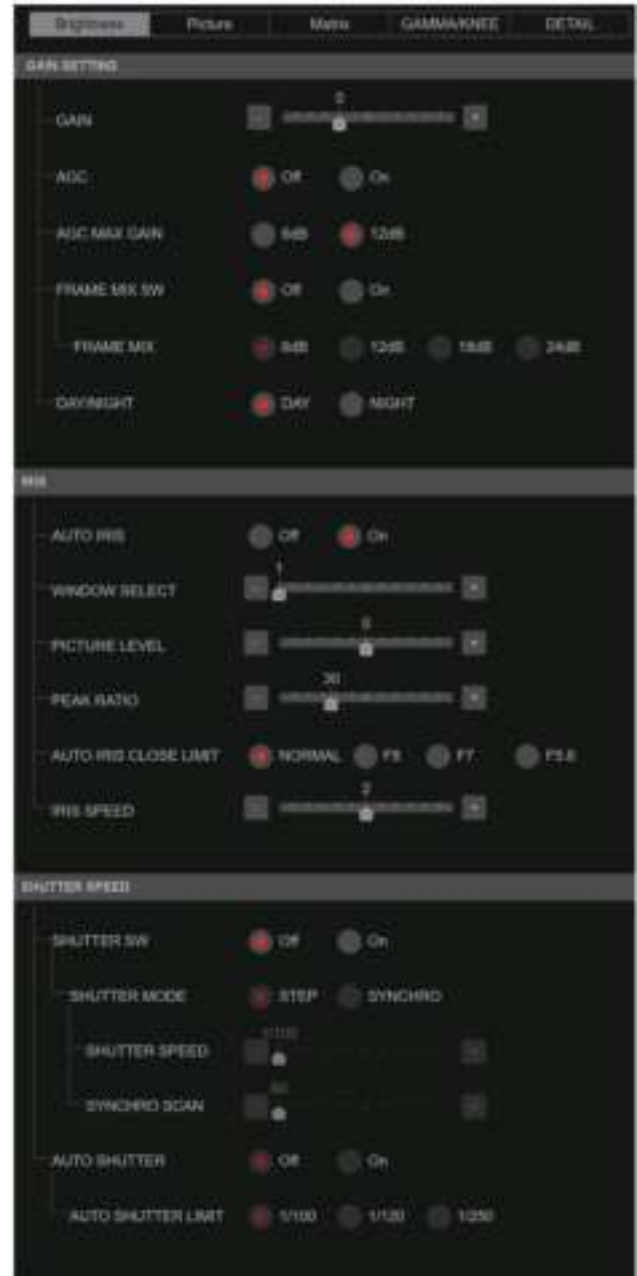 Brightness Picture Matrix GAMMA/KNEE DETAIL
GAIN SETTING
0
GAIN - +
AGC Off On
AGC MAX GAIN 6dB 12dB
FRAME MIX SW Off On
FRAME MIX 6dB 12dB 18dB 24dB
DAY/NIGHT DAY NIGHT
IRIS
AUTO IRIS Off On
1
WINDOW SELECT - +
0
PICTURE LEVEL - +
30
PEAK RATIO - +
AUTO IRIS CLOSE LIMIT NORMAL F8 F7 F5.6
2
IRIS SPEED - +
SHUTTER SPEED
SHUTTER SW Off On
SHUTTER MODE STEP SYNCHRO
1/100
SHUTTER SPEED
SYNCHRO SCAN
AUTO SHUTTER Off On
AUTO SHUTTER LIMIT 1/100 1/120 1/250